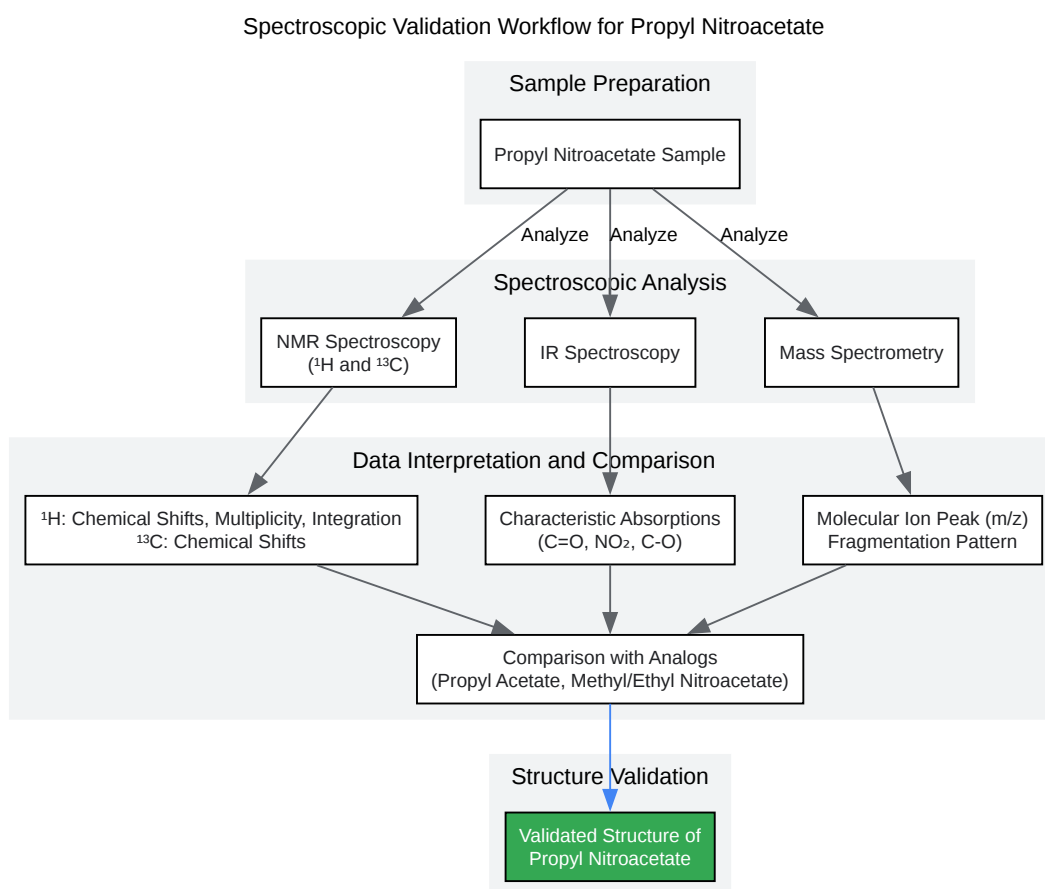 Spectroscopic Validation Workflow for Propyl Nitroacetate
Sample Preparation
Propyl Nitroacetate Sample
Analyze
Analyze
Analyze
Spectroscopic Analysis
NMR Spectroscopy
(¹H and ¹³C)
IR Spectroscopy
Mass Spectrometry
Data Interpretation and Comparison
¹H: Chemical Shifts, Multiplicity, Integration
¹³C: Chemical Shifts
Characteristic Absorptions
(C=O, NO₂, C-O)
Molecular Ion Peak (m/z)
Fragmentation Pattern
Comparison with Analogs
(Propyl Acetate, Methyl/Ethyl Nitroacetate)
Structure Validation
Validated Structure of
Propyl Nitroacetate